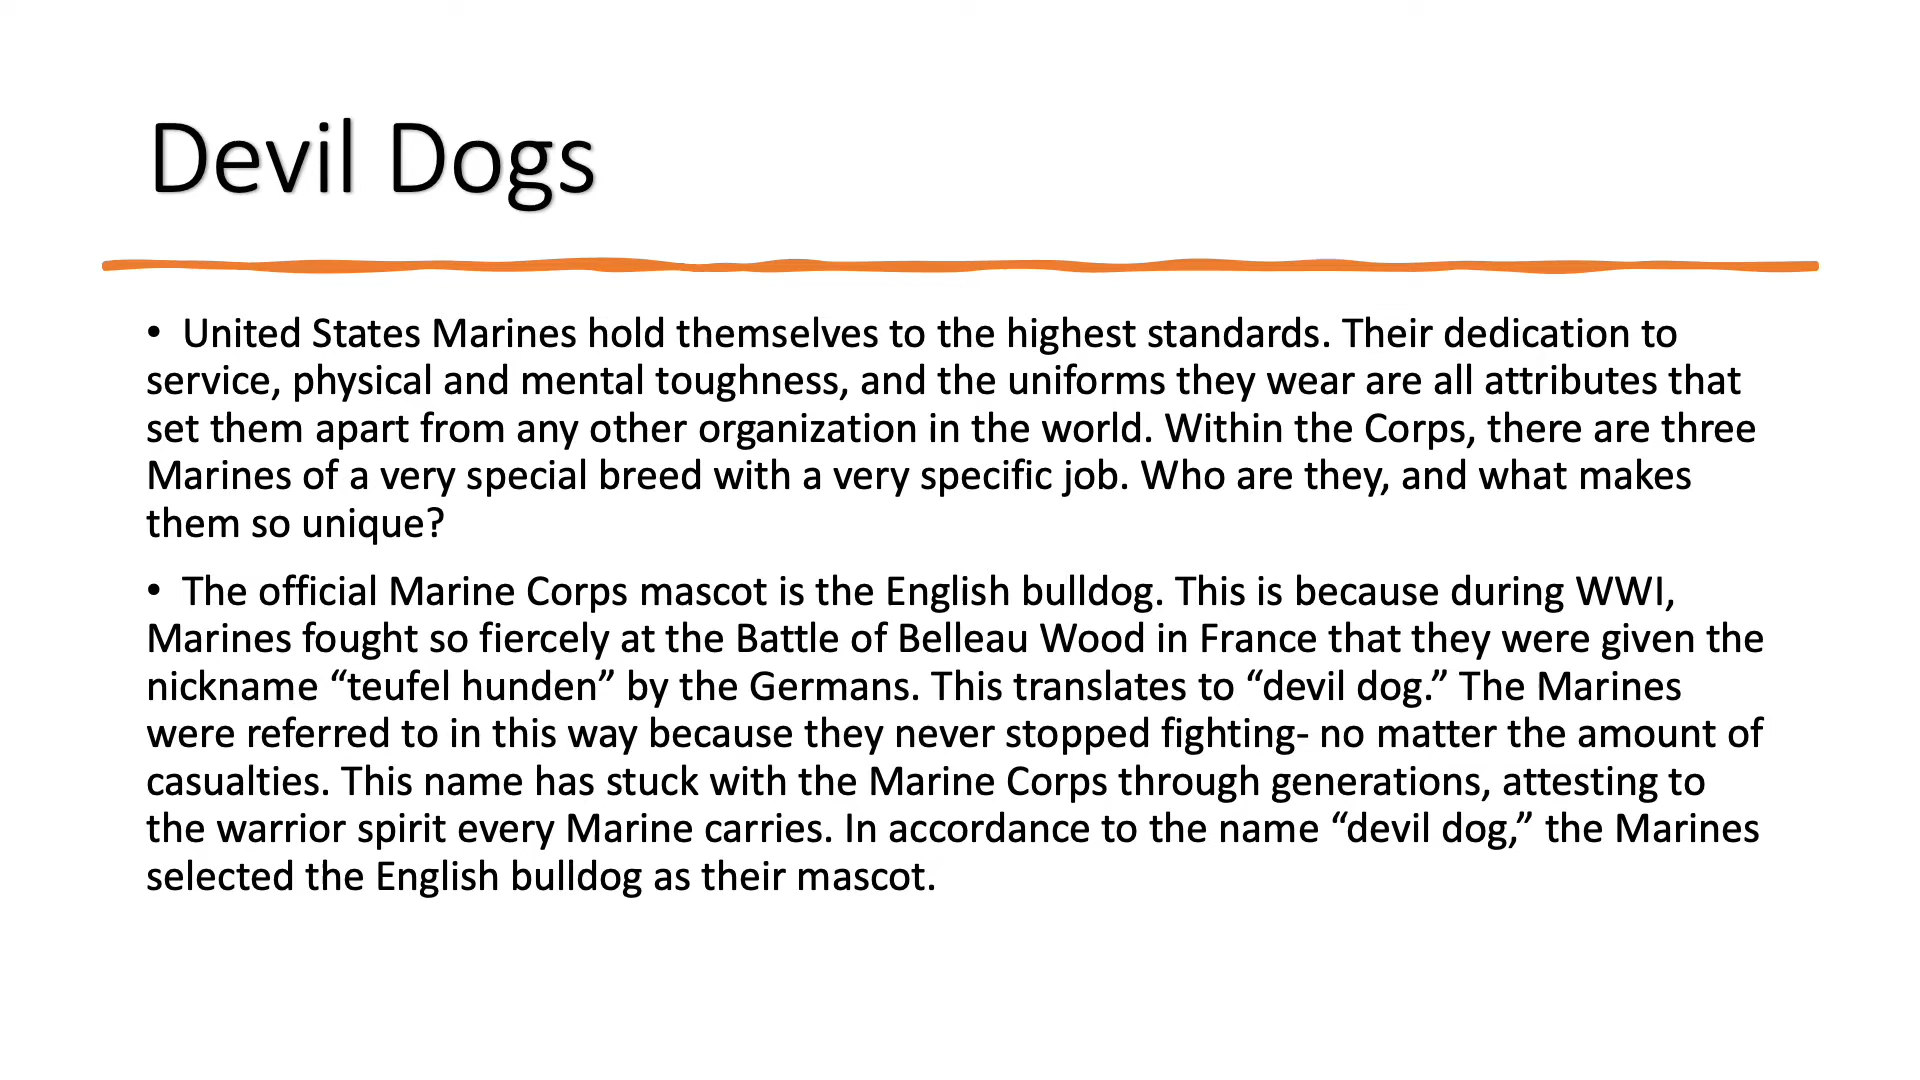 Devil Dogs
• United States Marines hold themselves to the highest standards. Their dedication to
service, physical and mental toughness, and the uniforms they wear are all attributes that
set them apart from any other organization in the world. Within the Corps, there are three
Marines of a very special breed with a very specific job. Who are they, and what makes
them so unique?
• The official Marine Corps mascot is the English bulldog. This is because during WWI,
Marines fought so fiercely at the Battle of Belleau Wood in France that they were given the
nickname “teufel hunden” by the Germans. This translates to “devil dog.” The Marines
were referred to in this way because they never stopped fighting- no matter the amount of
casualties. This name has stuck with the Marine Corps through generations, attesting to
the warrior spirit every Marine carries. In accordance to the name “devil dog,” the Marines
selected the English bulldog as their mascot.